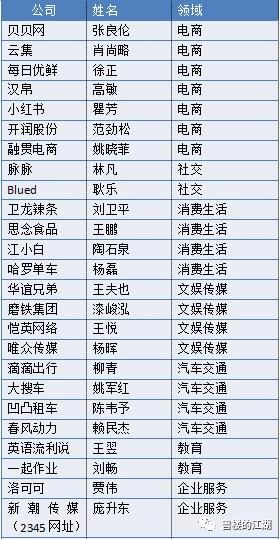 公司 姓名 领域
贝贝网 张良伦 电商
云集 肖尚略 电商
每日优鲜 徐正 电商
汉帛 高敏 电商
小红书 瞿芳 电商
开润股份 范劲松 电商
融贯电商 姚晓菲 电商
脉脉 林凡 社交
Blued 耿乐 社交
卫龙辣条 刘卫平 消费生活
思念食品 王鹏 消费生活
江小白 陶石泉 消费生活
哈罗单车 杨磊 消费生活
华谊兄弟 王夫也 文娱传媒
磨铁集团 漆峻泓 文娱传媒
恺英网络 王悦 文娱传媒
唯众传媒 杨晖 文娱传媒
滴滴出行 柳青 汽车交通
大搜车 姚军红 汽车交通
凹凸租车 陈韦予 汽车交通
春风动力 赖民杰 汽车交通
英语流利说 王翌 教育
一起作业 刘畅 教育
洛可可 贾伟 企业服务
新潮传媒 庞升东 企业服务
（2345网址）
雪楼的江湖